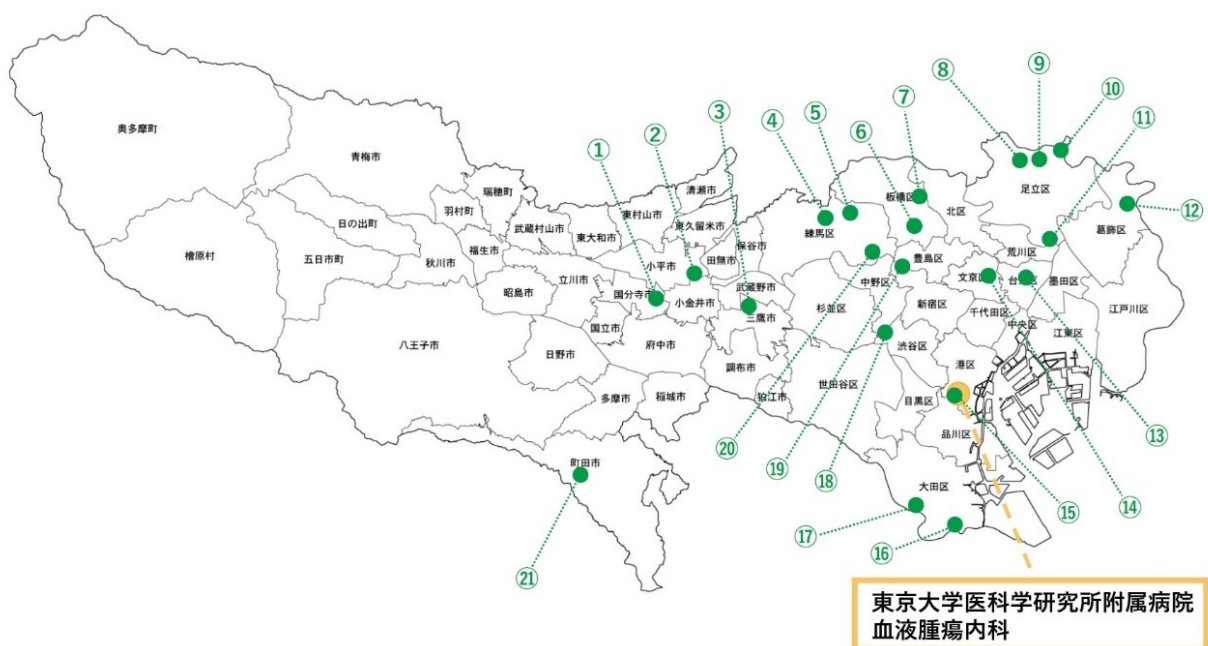 ⑧
⑨
⑩
⑦
⑪
⑤
⑥
④
③
②
①
⑫
奥多摩町
青梅市
瑞穂町
清瀬市
板橋区
北区
足立区
羽村町
東村山市
東久留米市
練馬区
葛飾区
日の出町
武蔵村山市
東大和市
保谷市
荒川区
檜原村
五日市町
福生市
小平市
田無市
豊島区
秋川市
立川市
中野区
文京区
台東区
墨田区
昭島市
国分寺市
小金井市
武蔵野市
杉並区
新宿区
江戸川区
三鷹市
千代田区
中央区
江東区
国立市
渋谷区
八王子市
日野市
府中市
調布市
港区
世田谷区
多摩市
稲城市
狛江市
目黒区
品川区
町田市
大田区
⑬
⑳
⑲
⑱
⑭
⑮
⑰
⑯
㉑
東京大学医科学研究所附属病院
血液腫瘍内科